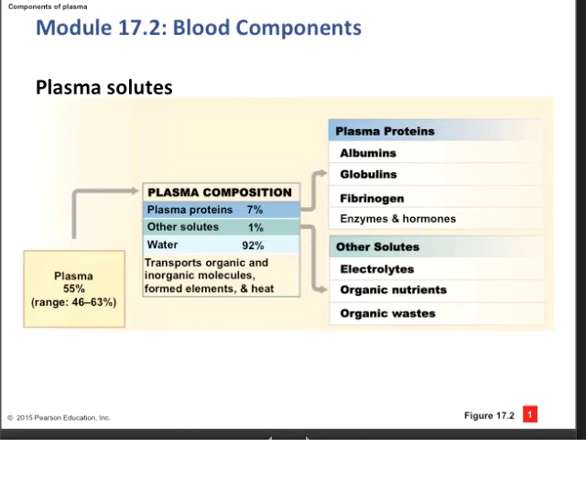 Components of plasma
Module 17.2: Blood Components
Plasma solutes
Plasma
55%
(range: 46–63%)
PLASMA COMPOSITION
Plasma proteins 7%
Other solutes 1%
Water 92%
Transports organic and
inorganic molecules,
formed elements, & heat
Plasma Proteins
Albumins
Globulins
Fibrinogen
Enzymes & hormones
Other Solutes
Electrolytes
Organic nutrients
Organic wastes
© 2015 Pearson Education, Inc.
Figure 17.2 1